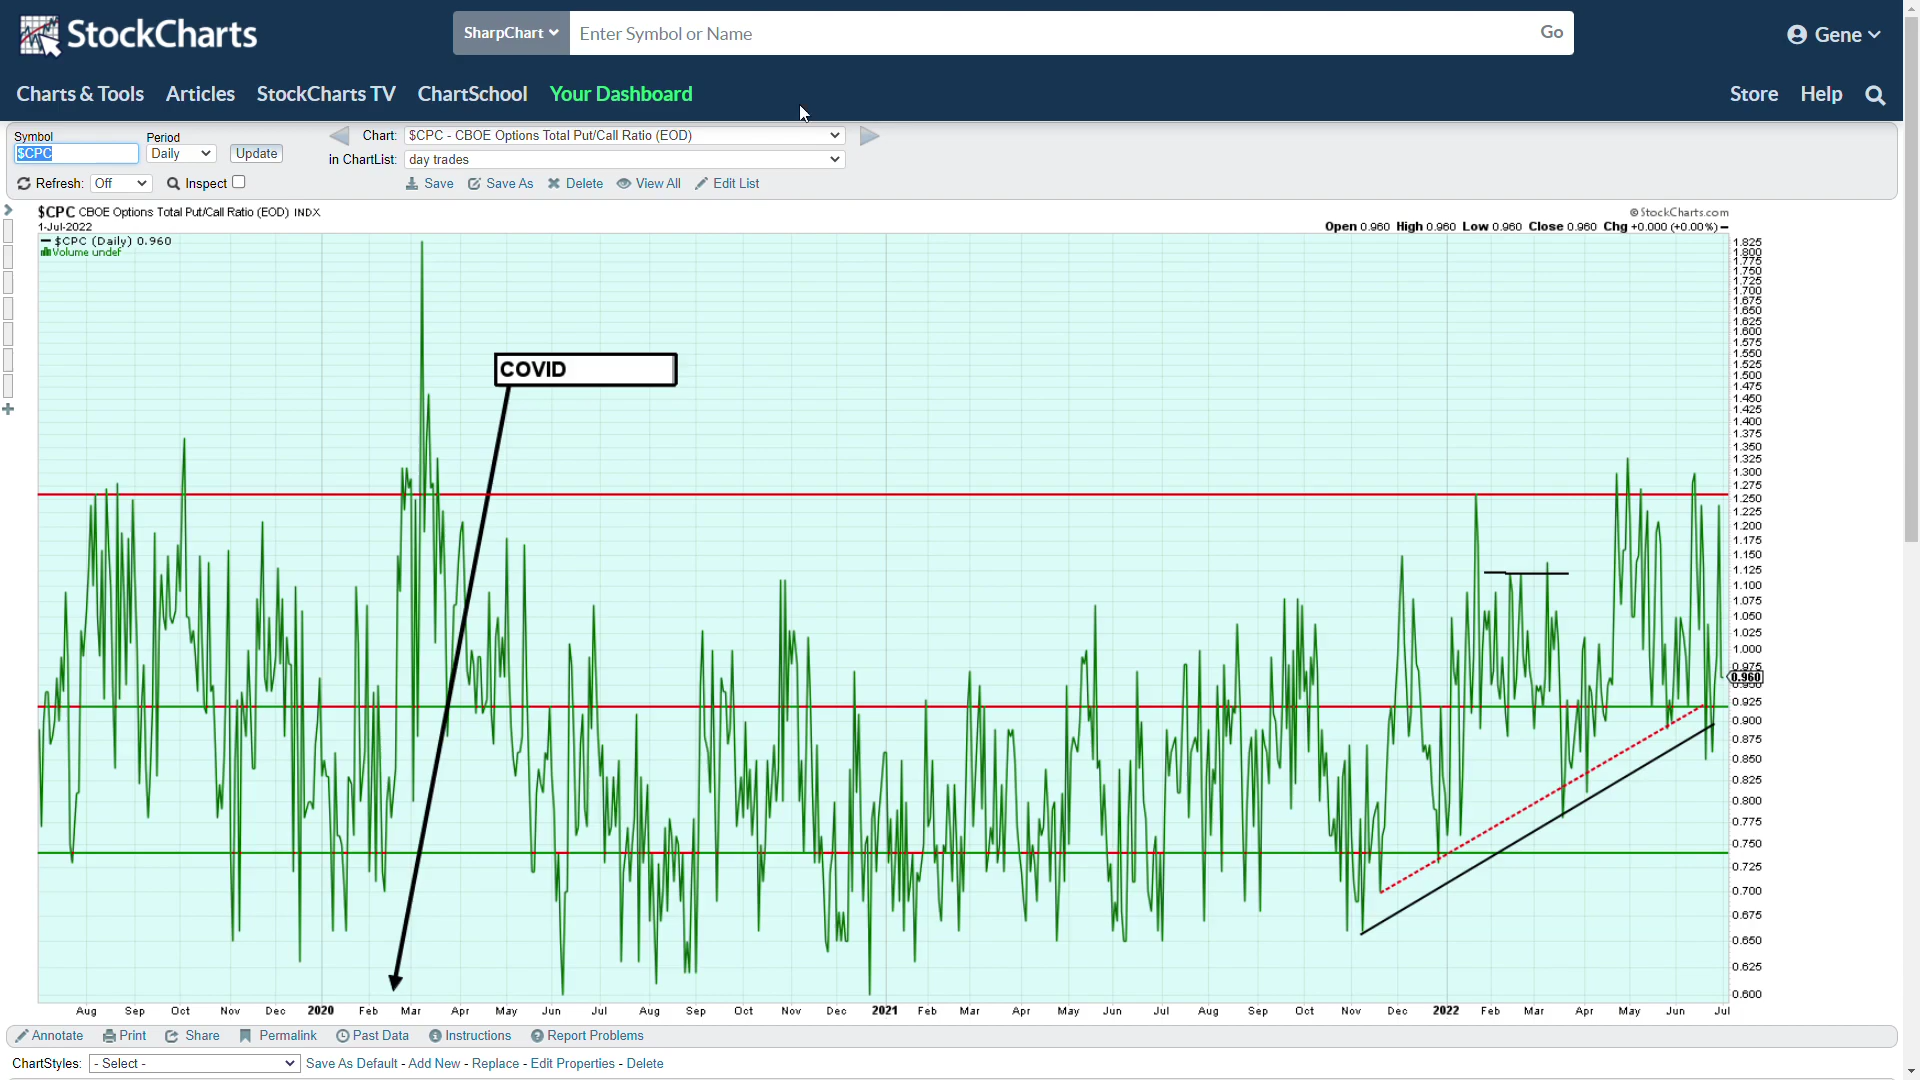 StockCharts
SharpChart
Enter Symbol or Name
Go
Gene
Charts & Tools
Articles
StockCharts TV
ChartSchool
Your Dashboard
Store
Help
Symbol
Period
Chart: $CPC - CBOE Options Total Put/Call Ratio (EOD)
$CPC
Daily
Update
in ChartList: day trades
Refresh: Off
Inspect
Save
Save As
Delete
View All
Edit List
$CPC CBOE Options Total Put/Call Ratio (EOD) INDX
© StockCharts.com
1-Jul-2022
Open 0.960 High 0.960 Low 0.960 Close 0.960 Chg +0.000 (+0.00%)
$CPC (Daily) 0.960
Volume undef
1.825
1.800
1.775
1.750
1.725
1.700
1.675
1.650
1.625
1.600
1.575
1.550
1.525
1.500
1.475
1.450
1.425
1.400
1.375
1.350
1.325
1.300
1.275
1.250
1.225
1.200
1.175
1.150
1.125
1.100
1.075
1.050
1.025
1.000
0.975
0.960
0.950
0.925
0.900
0.875
0.850
0.825
0.800
0.775
0.750
0.725
0.700
0.675
0.650
0.625
0.600
COVID
Aug Sep Oct Nov Dec 2020 Feb Mar Apr May Jun Jul Aug Sep Oct Nov Dec 2021 Feb Mar Apr May Jun Jul Aug Sep Oct Nov Dec 2022 Feb Mar Apr May Jun Jul
Annotate
Print
Share
Permalink
Past Data
Instructions
Report Problems
ChartStyles: - Select - Save As Default - Add New - Replace - Edit Properties - Delete